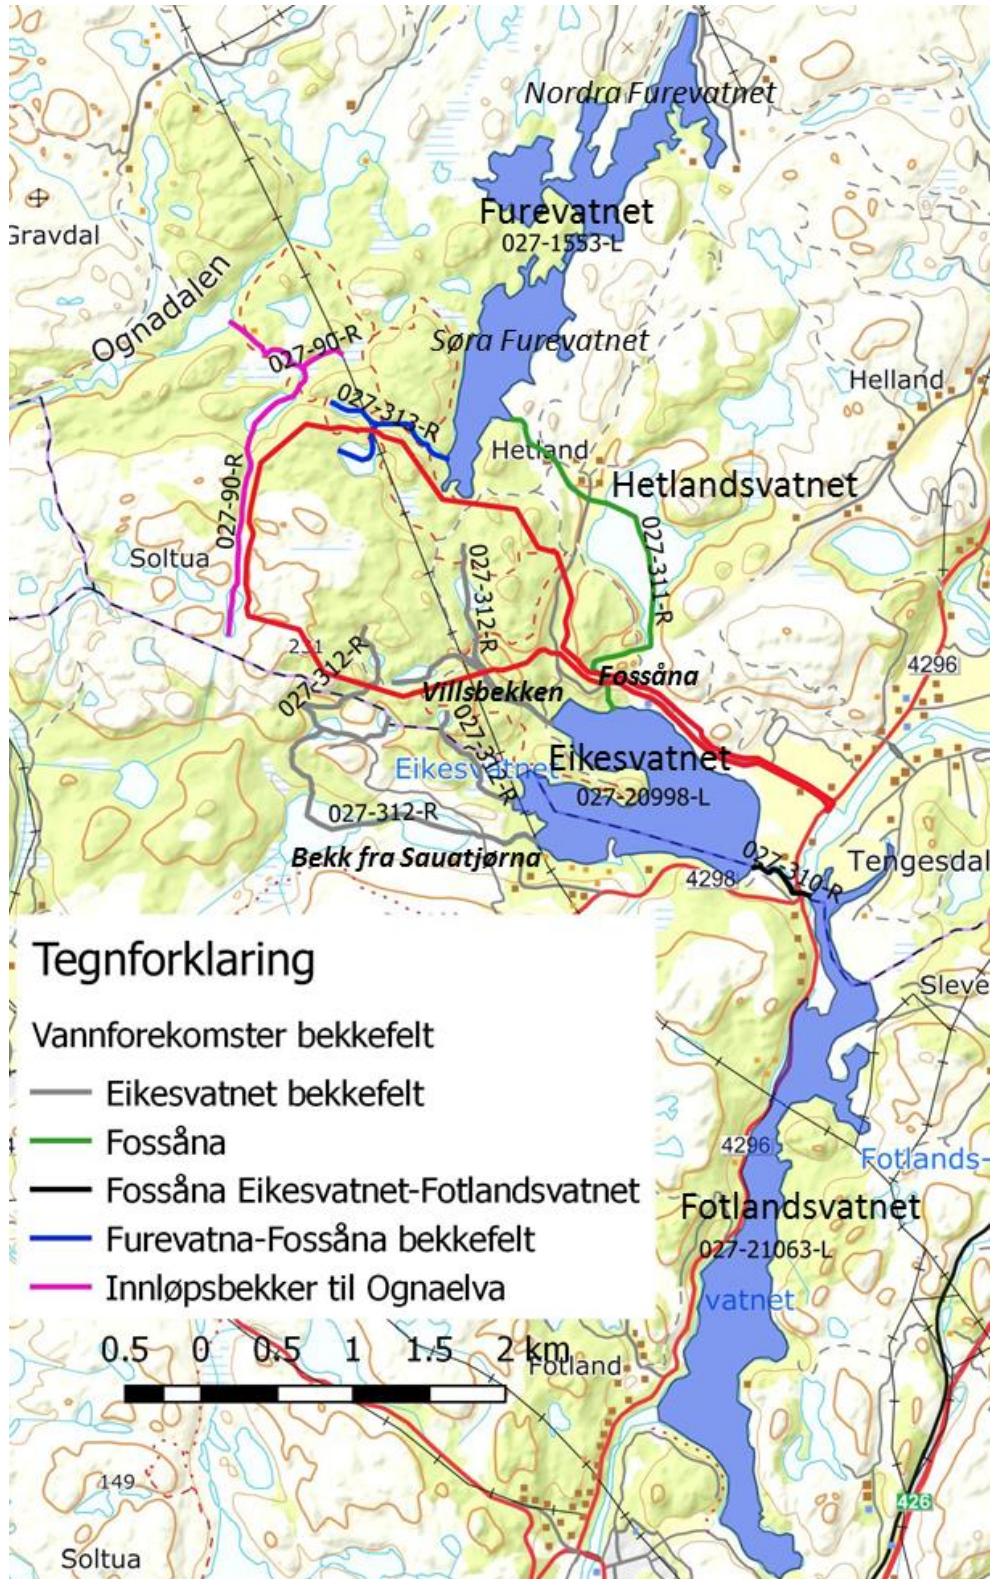 Nordra Furevatnet
Furevatnet
027-1553-L
Gravdal
Ognadalen
Søra Furevatnet
027-90-R
027-313-R
Helland
Hetland
Hetlandsvatnet
027-90-R
027-311-R
Soltua
027-312-R
231
027-312-R
4296
Fossåna
Villsbekken
027-312-R
Eikesvatnet
Eikesvatnet
027-20998-L
027-312-R
027-310-R
Bekk fra Sauatjørna
4298
Tengesdal
Tegnforklaring
Sleve
Vannforekomster bekkefelt
Eikesvatnet bekkefelt
Fossåna
4296
Fotlands-
Fossåna Eikesvatnet-Fotlandsvatnet
Fotlandsvatnet
Furevatna-Fossåna bekkefelt
027-21063-L
Innløpsbekker til Ognaelva
vatnet
0.5 0 0.5 1 1.5 2 km
Fotland
149
426
Soltua